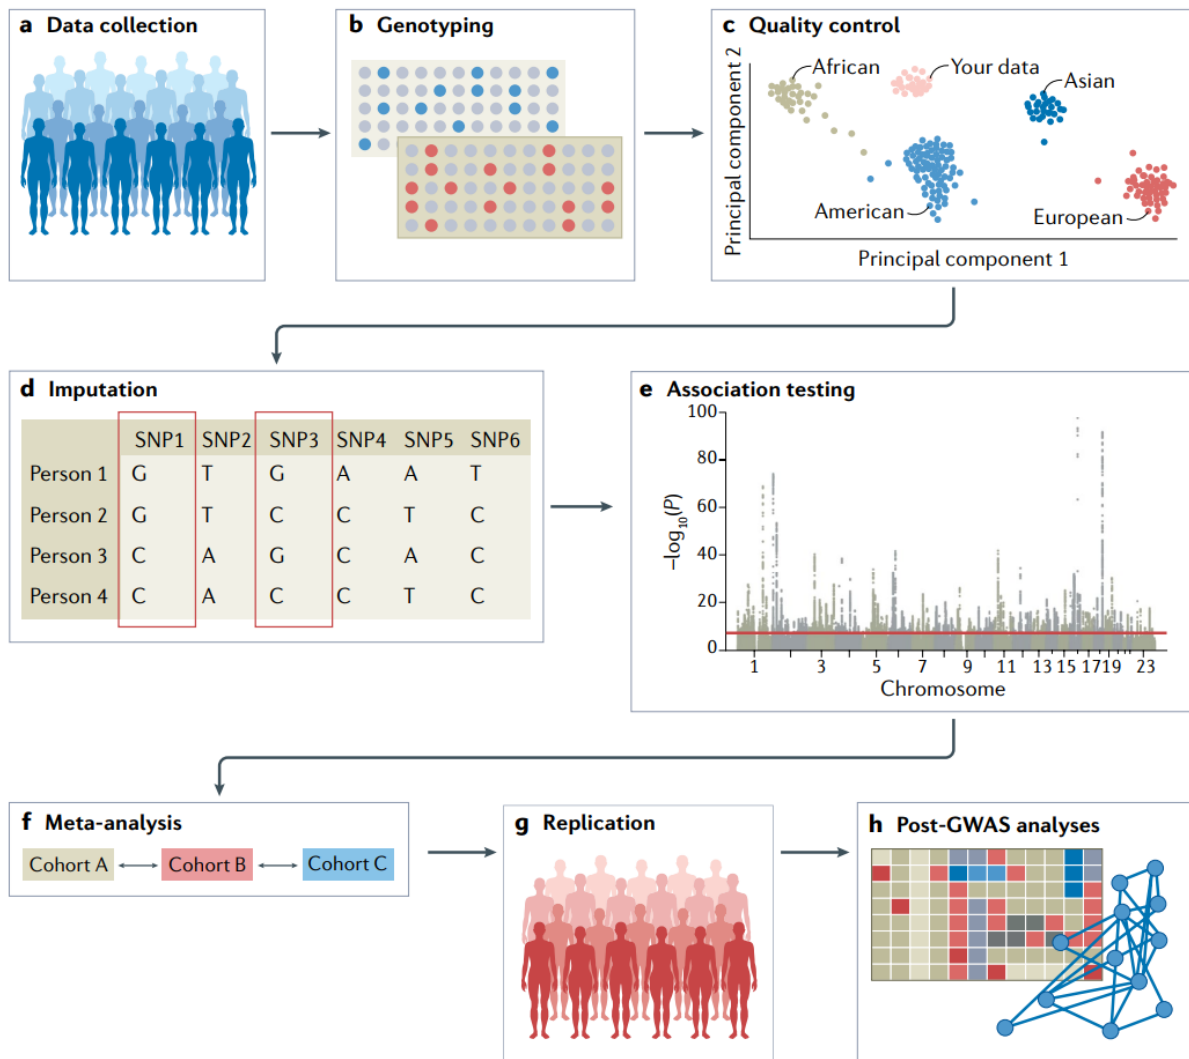 a Data collection
b Genotyping
c Quality control
Principal component 2
African
Your data
Asian
American
European
Principal component 1
d Imputation
SNP1 SNP2 SNP3 SNP4 SNP5 SNP6
Person 1 G T G A A T
Person 2 G T C C T C
Person 3 C A G C A C
Person 4 C A C C T C
e Association testing
100
80
60
40
20
0
–log10(P)
1 3 5 7 9 11 13 15 17 19 23
Chromosome
f Meta-analysis
Cohort A Cohort B Cohort C
g Replication
h Post-GWAS analyses